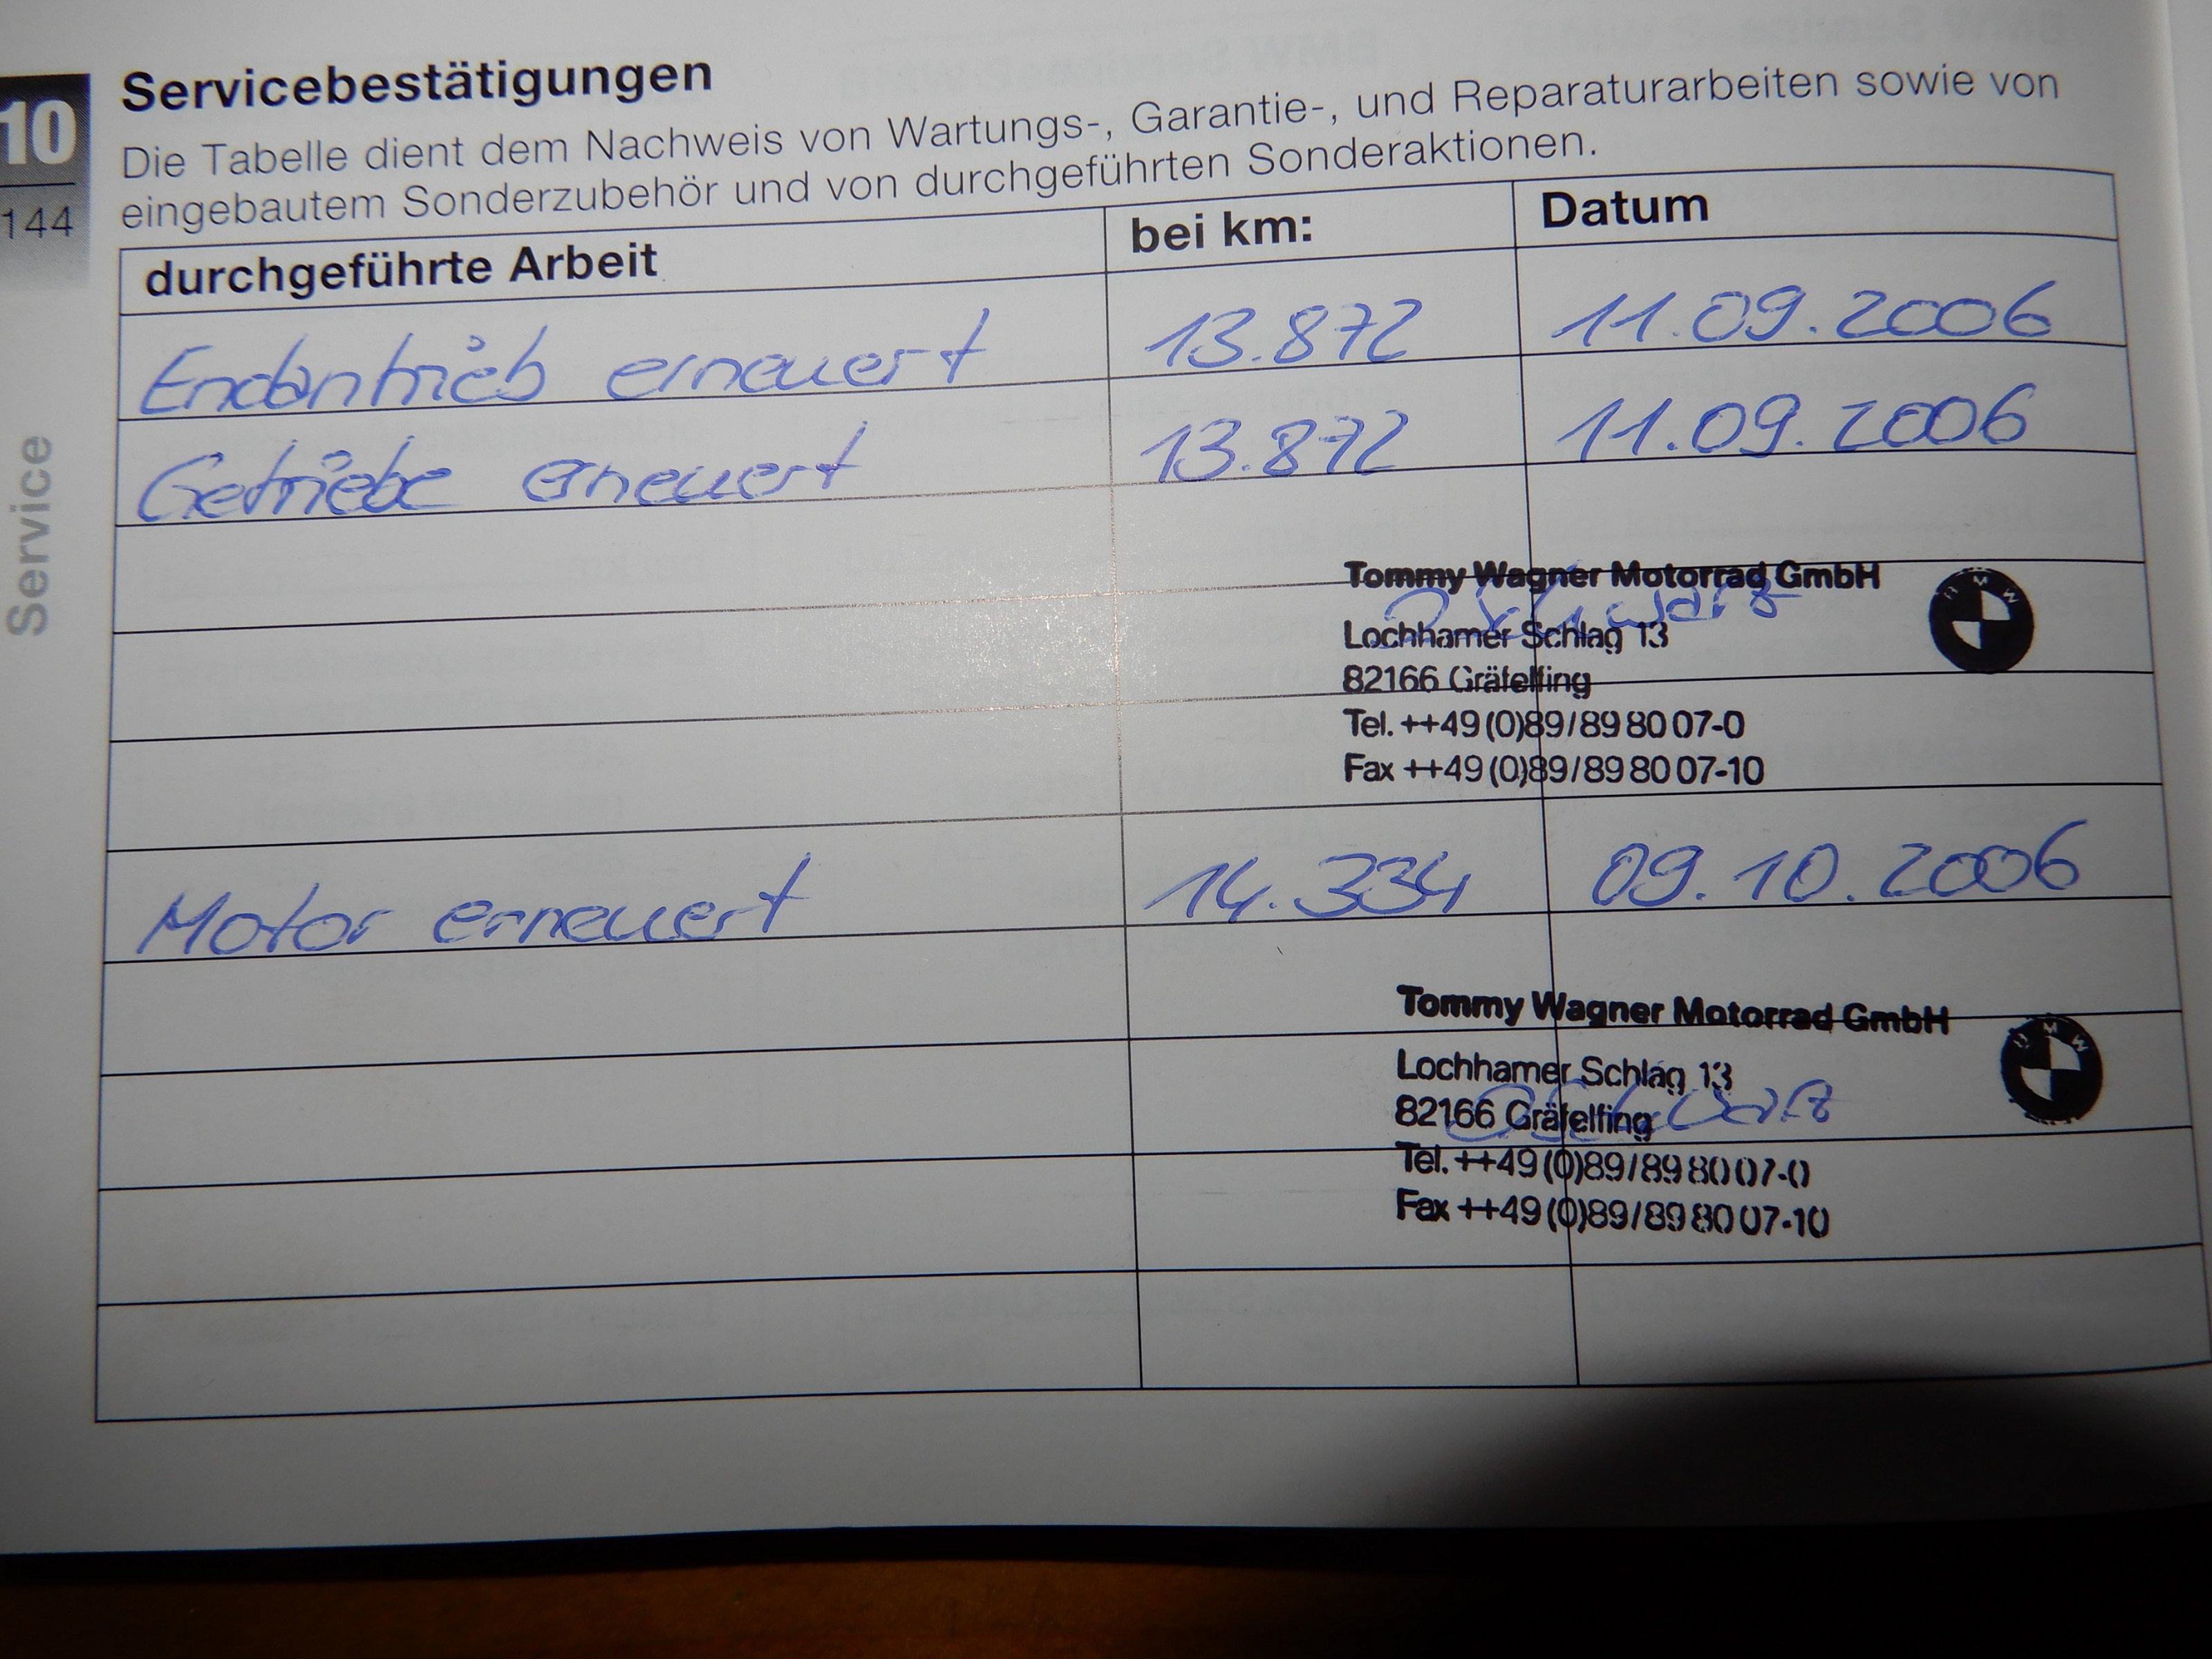 10
144
Service
Servicebestätigungen
Die Tabelle dient dem Nachweis von Wartungs-, Garantie-, und Reparaturarbeiten sowie von
eingebautem Sonderzubehör und von durchgeführten Sonderaktionen.
durchgeführte Arbeit bei km: Datum
Endantrieb erneuert 13.872 11.09.2006
Getriebe erneuert 13.872 11.09.2006
Tommy Wagner Motorrad GmbH
Lochhamer Schlag 13
82166 Gräfelfing
Tel. ++49 (0)89/89 80 07-0
Fax ++49 (0)89/89 80 07-10
BMW
Motor erneuert 14.334 09.10.2006
Tommy Wagner Motorrad GmbH
Lochhamer Schlag 13
82166 Gräfelfing
Tel. ++49 (0)89/89 80 07-0
Fax ++49 (0)89/89 80 07-10
BMW